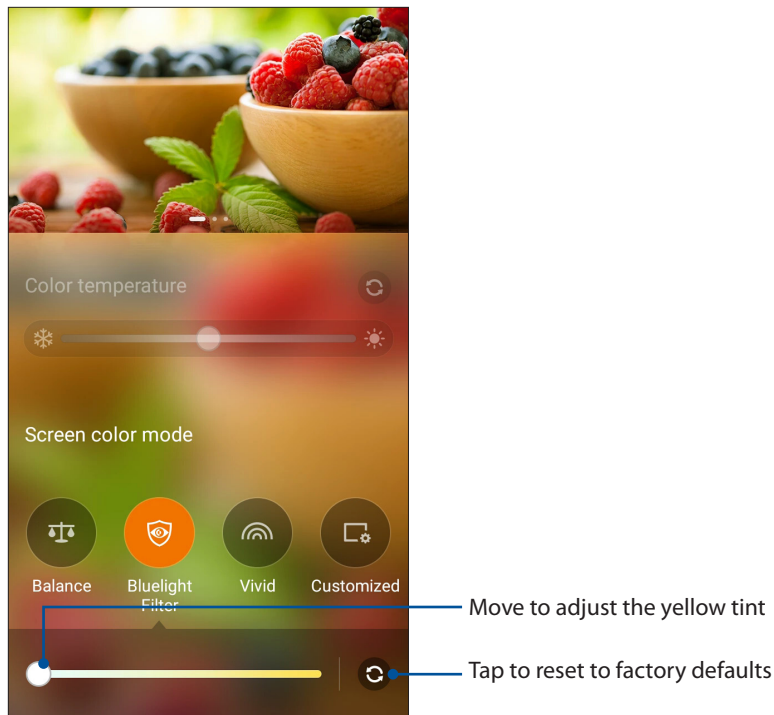 Color temperature
Screen color mode
Balance
Bluelight
Filter
Vivid
Customized
Move to adjust the yellow tint
Tap to reset to factory defaults